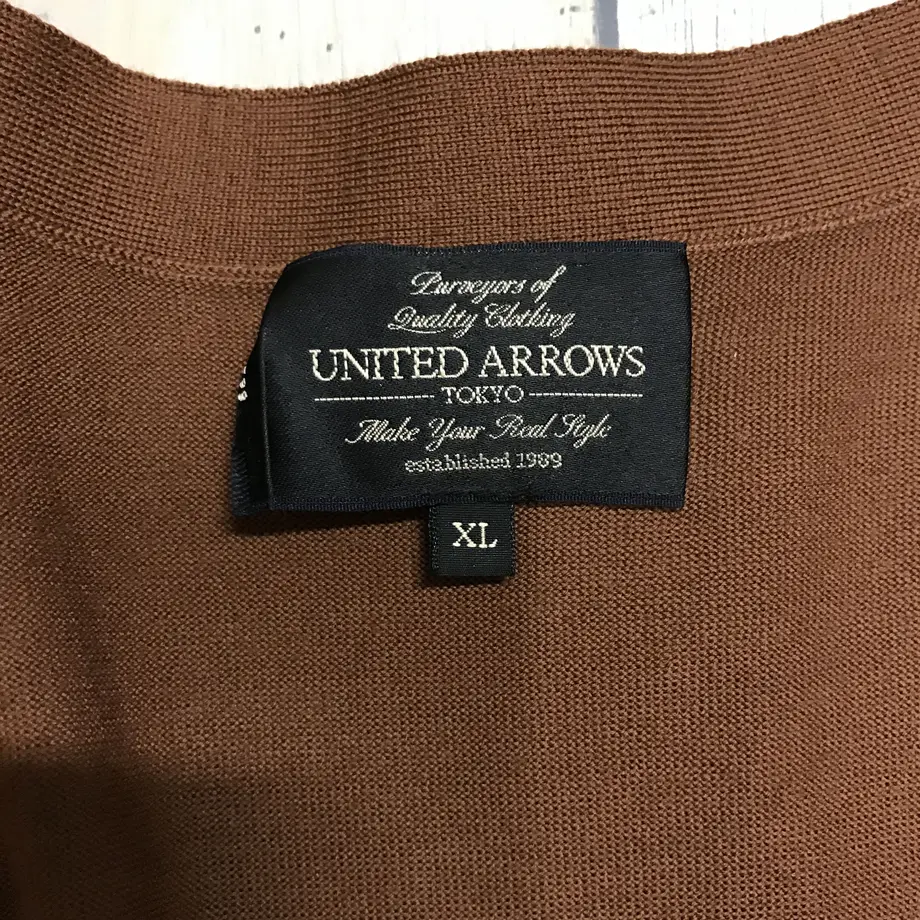 Purveyors of
Quality Clothing
UNITED ARROWS
TOKYO
Make Your Real Style
established 1989
XL